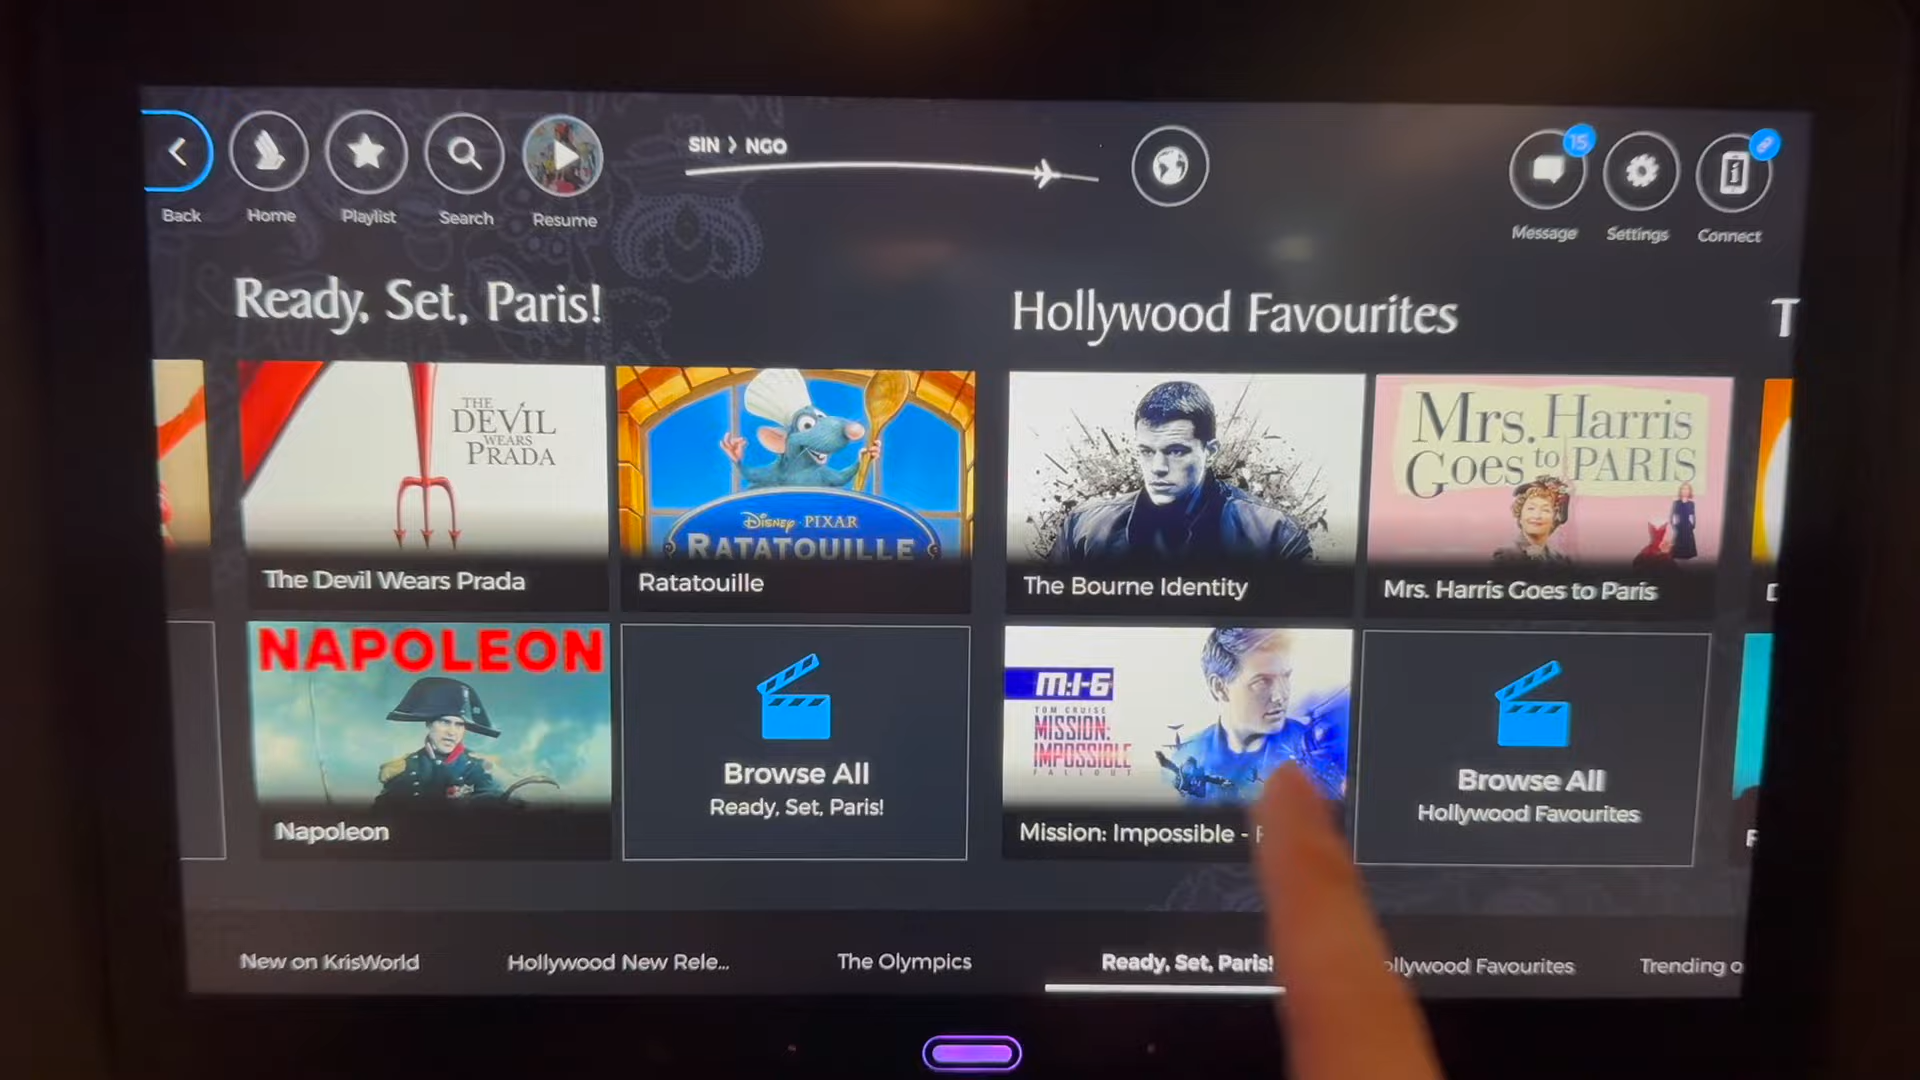 SIN > NGO
15
Back
Home
Playlist
Search
Resume
Message
Settings
Connect
Ready, Set, Paris!
Hollywood Favourites
T
THE
DEVIL
WEARS
PRADA
The Devil Wears Prada
Disney · PIXAR
RATATOUILLE
Ratatouille
The Bourne Identity
Mrs. Harris
Goes to PARIS
Mrs. Harris Goes to Paris
NAPOLEON
Napoleon
Browse All
Ready, Set, Paris!
M:I-6
TOM CRUISE
MISSION:
IMPOSSIBLE
FALLOUT
Mission: Impossible - F
Browse All
Hollywood Favourites
New on KrisWorld
Hollywood New Rele...
The Olympics
Ready, Set, Paris!
ollywood Favourites
Trending o